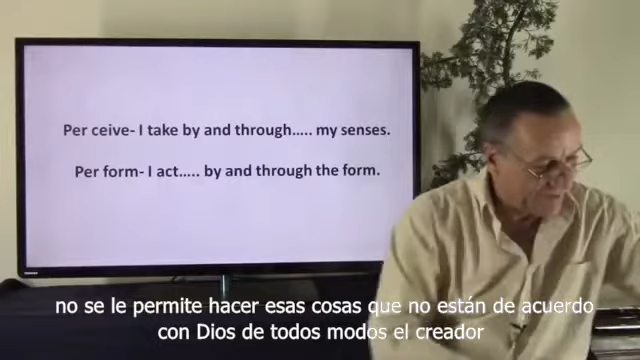 Per ceive- I take by and through….. my senses.
Per form- I act….. by and through the form.
no se le permite hacer esas cosas que no están de acuerdo
con Dios de todos modos el creador